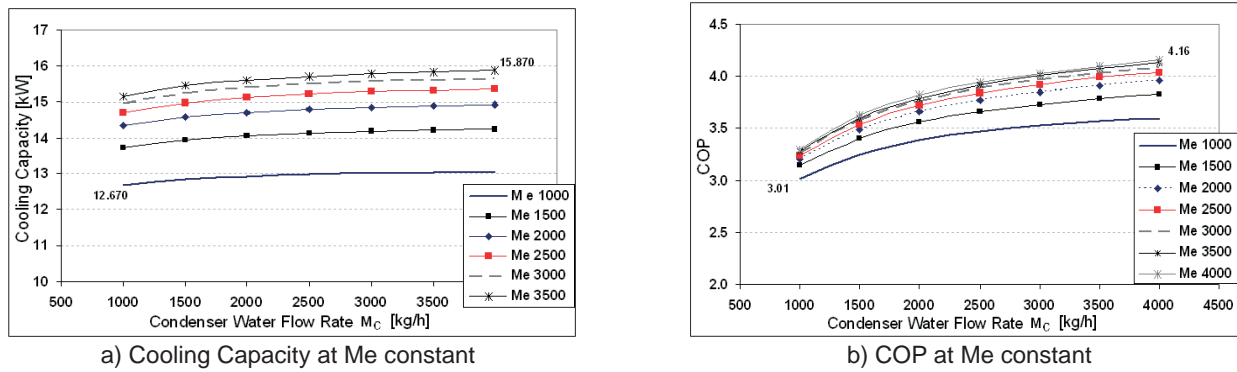 17
16
15
14
13
12
11
10
Cooling Capacity [kW]
15.870
12.670
M e 1000
Me 1500
Me 2000
Me 2500
Me 3000
Me 3500
500 1000 1500 2000 2500 3000 3500
Condenser Water Flow Rate Mc [kg/h]
a) Cooling Capacity at Me constant
4.5
4.0
3.5
3.0
2.5
2.0
COP
4.16
3.01
Me 1000
Me 1500
Me 2000
Me 2500
Me 3000
Me 3500
Me 4000
500 1000 1500 2000 2500 3000 3500 4000 4500
Condenser Water Flow Rate Mc [kg/h]
b) COP at Me constant